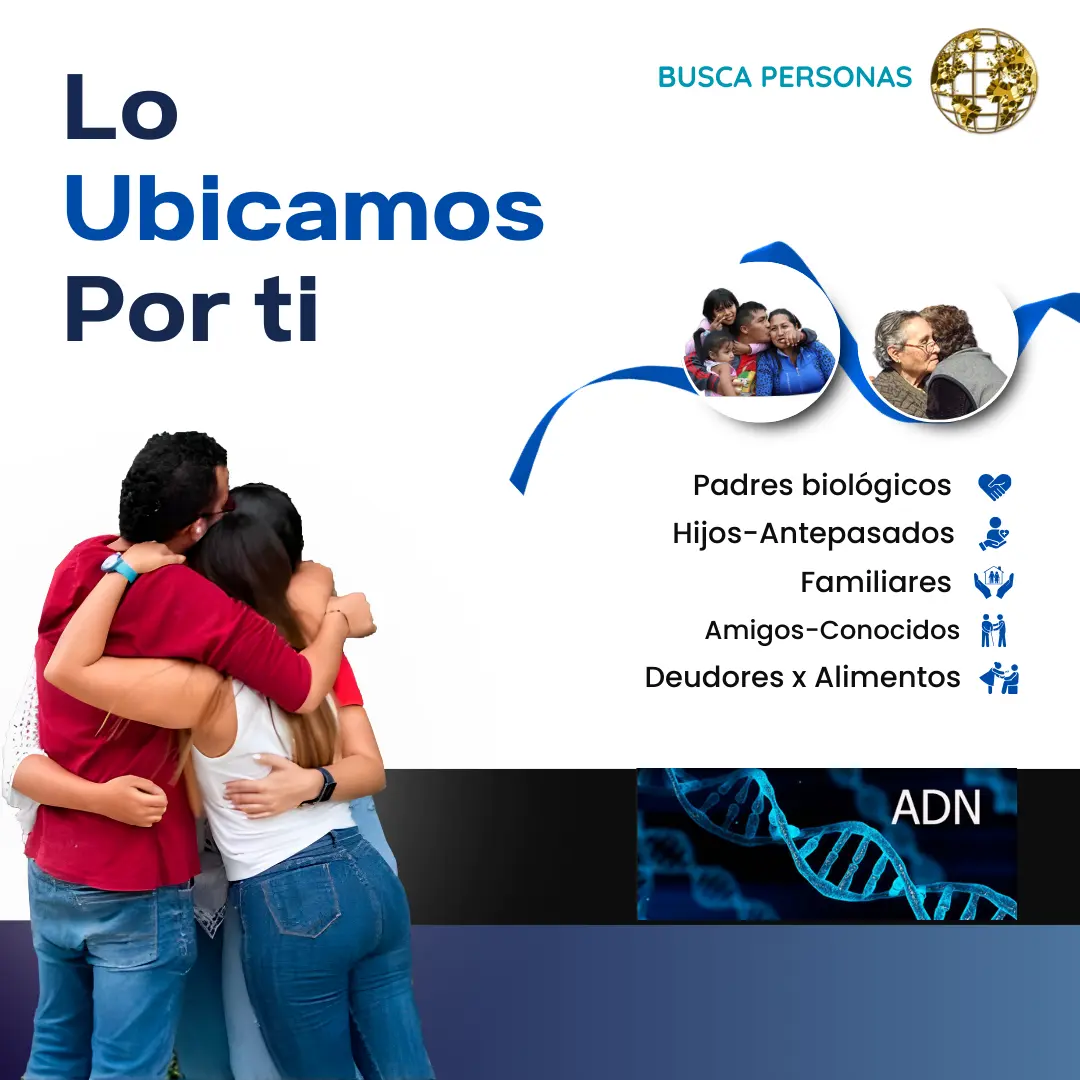 BUSCA PERSONAS
Lo
Ubicamos
Por ti
Padres biológicos
Hijos-Antepasados
Familiares
Amigos-Conocidos
Deudores x Alimentos
ADN